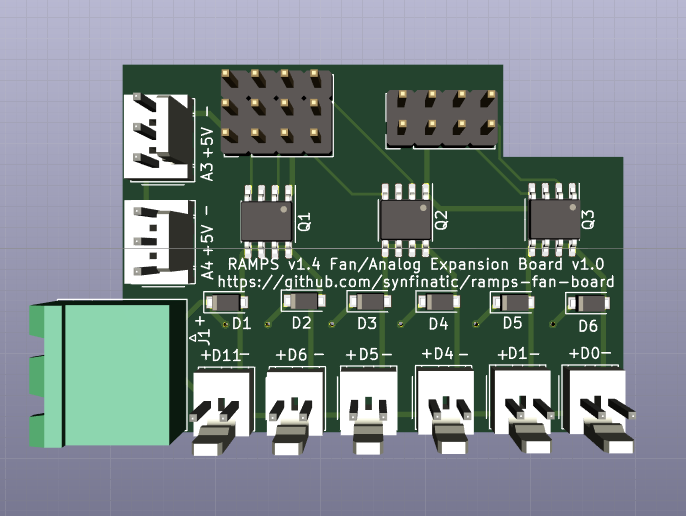 A3 +5V -
Q1
Q2
Q3
A4 +5V -
RAMPS v1.4 Fan/Analog Expansion Board v1.0
https://github.com/synfinatic/ramps-fan-board
J1 +
D1
D2
D3
D4
D5
D6
+D11-
+D6 -
+D5-
+D4-
+D1-
+D0-